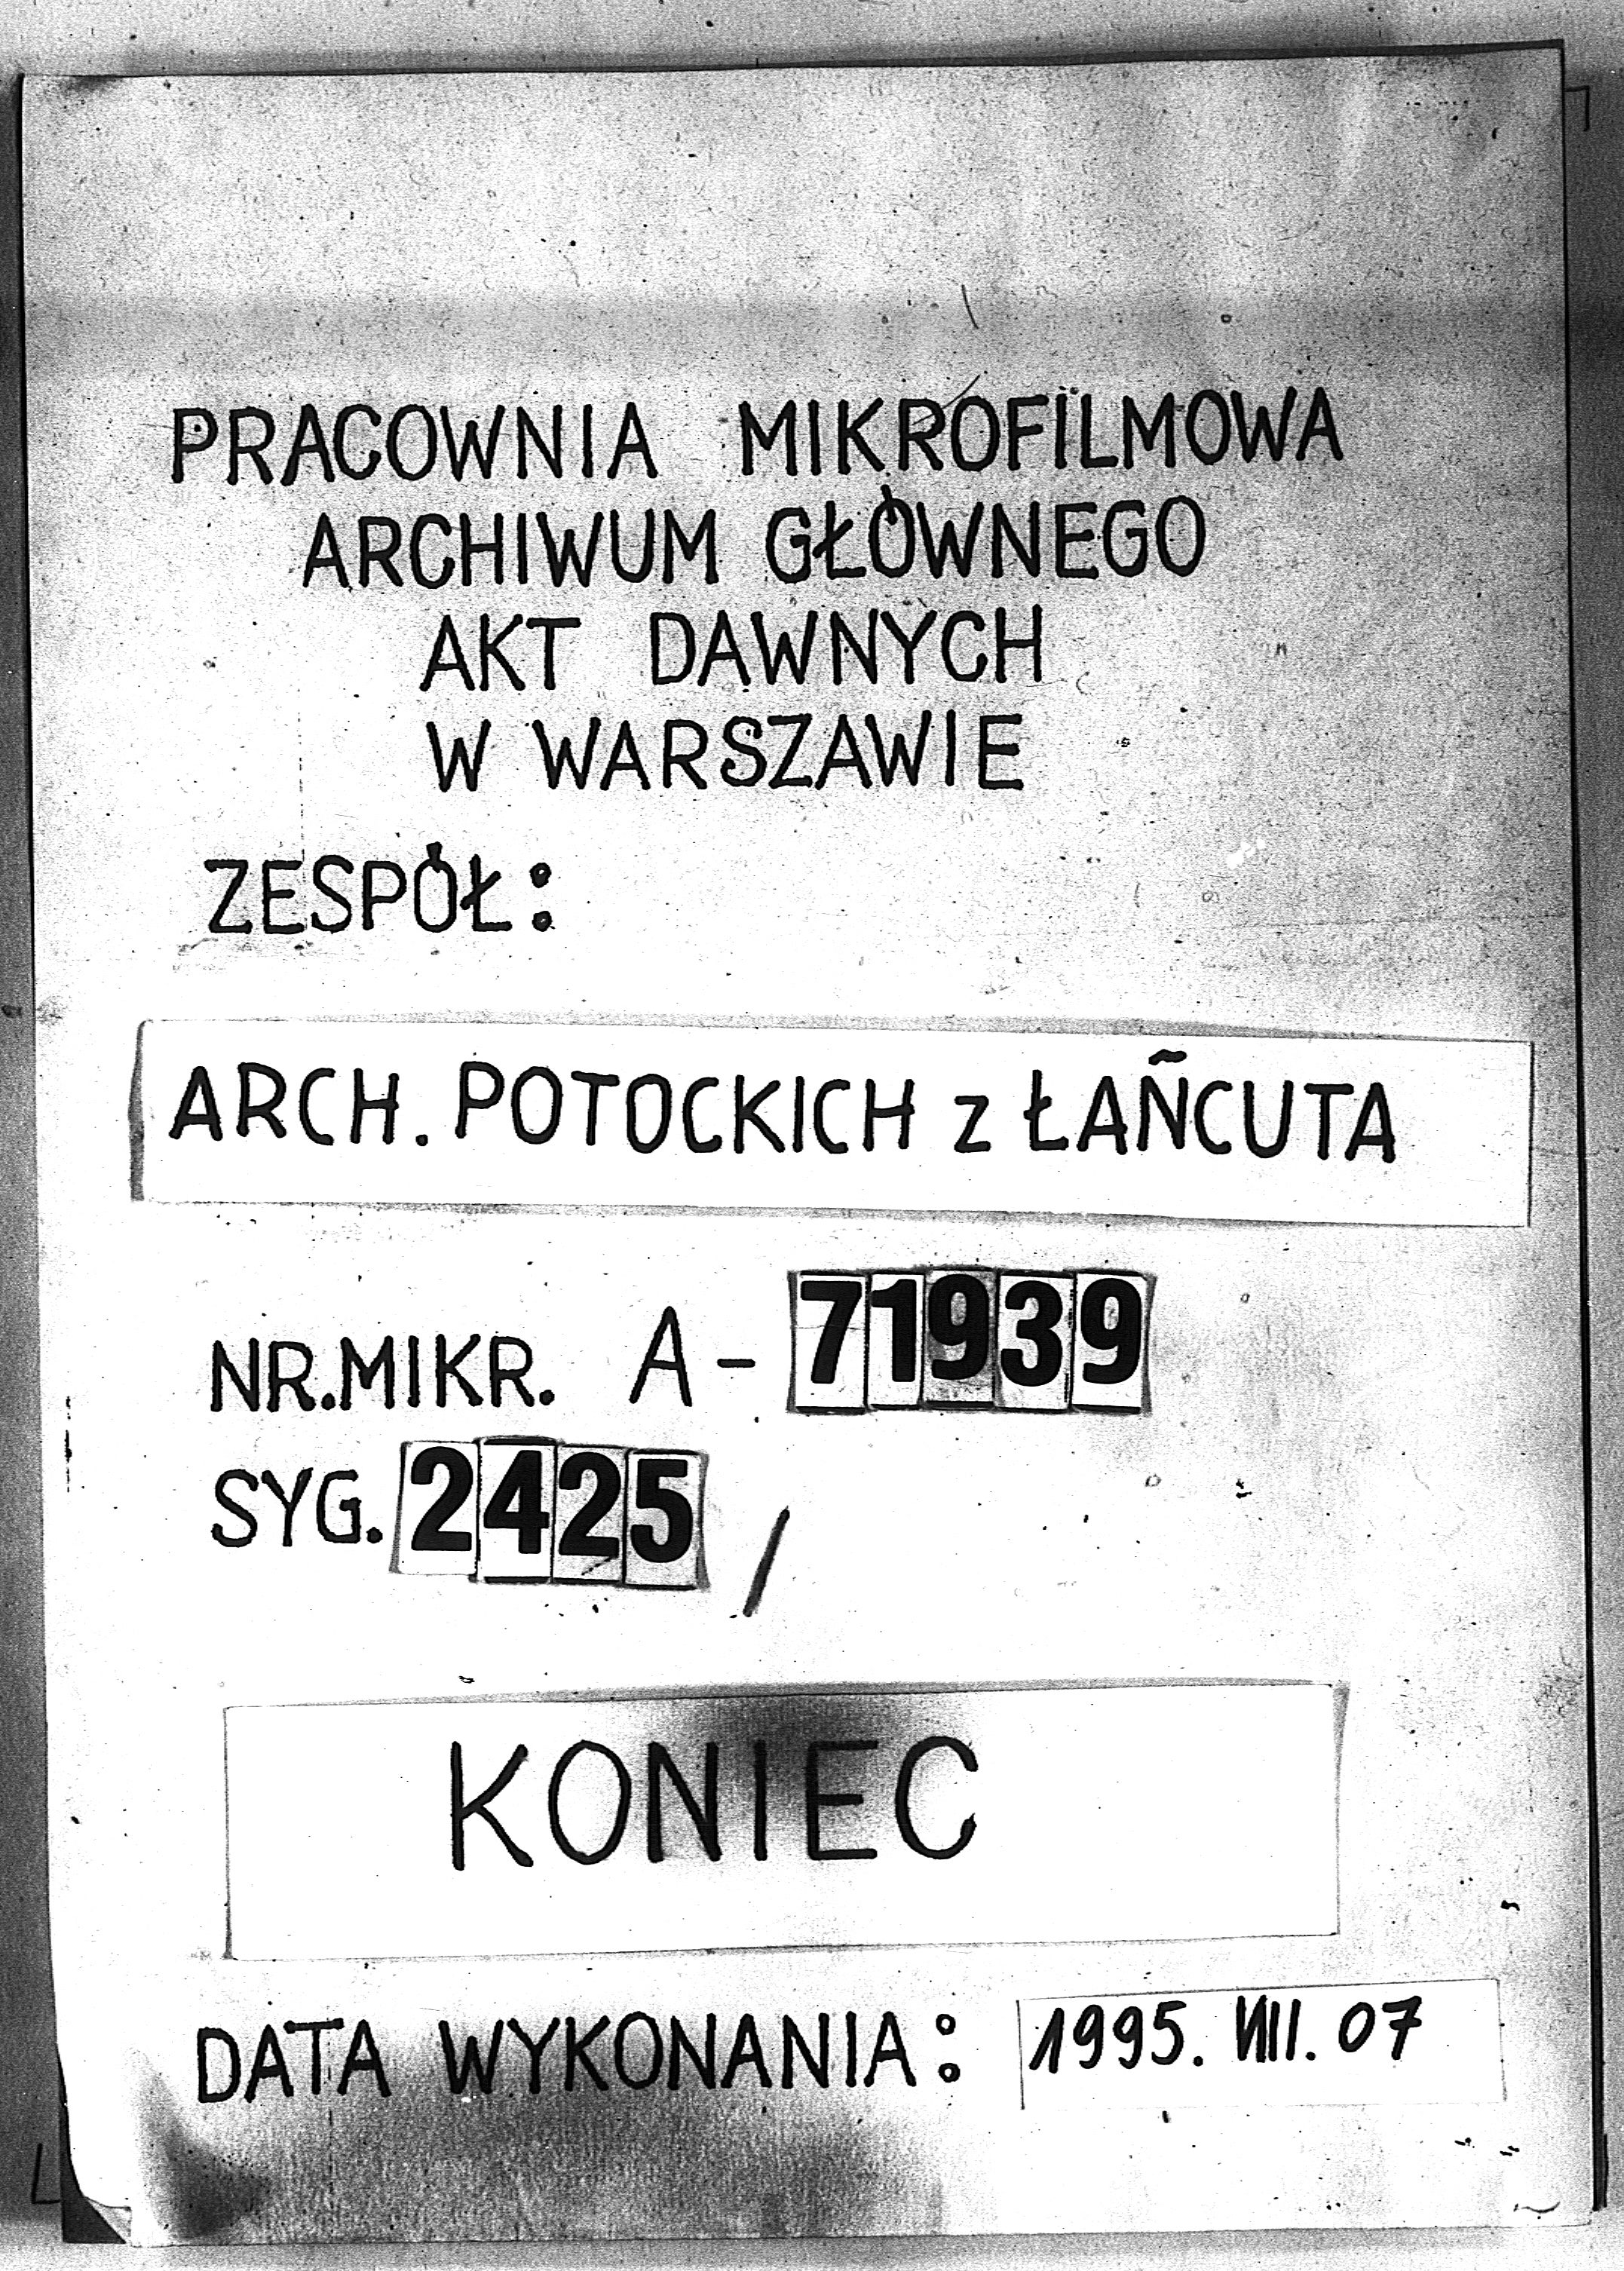 PRACOWNIA MIKROFILMOWA
ARCHIWUM GŁÓWNEGO
AKT DAWNYCH
W WARSZAWIE
ZESPÓŁ:
ARCH. POTOCKICH z ŁAŃCUTA
NR.MIKR. A-71939
SYG. 2425 /
KONIEC
DATA WYKONANIA: 1995. VIII. 07